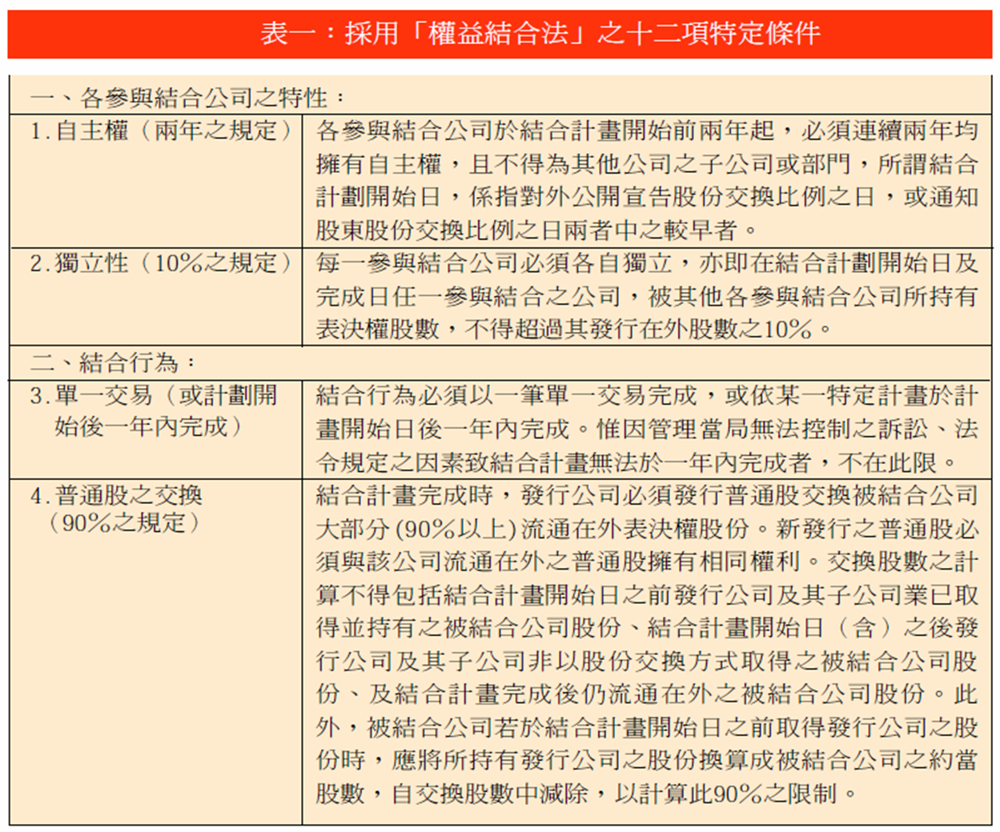 表一：採用「權益結合法」之十二項特定條件
一、各參與結合公司之特性：
1.自主權（兩年之規定）
各參與結合公司於結合計畫開始前兩年起，必須連續兩年均
擁有自主權，且不得為其他公司之子公司或部門，所謂結合
計劃開始日，係指對外公開宣告股份交換比例之日，或通知
股東股份交換比例之日兩者中之較早者。
2.獨立性（10%之規定）
每一參與結合公司必須各自獨立，亦即在結合計劃開始日及
完成日任一參與結合之公司，被其他各參與結合公司所持有
表決權股數，不得超過其發行在外股數之10%。
二、結合行為：
3.單一交易（或計劃開
始後一年內完成）
結合行為必須以一筆單一交易完成，或依某一特定計畫於計
畫開始日後一年內完成。惟因管理當局無法控制之訴訟、法
令規定之因素致結合計畫無法於一年內完成者，不在此限。
4.普通股之交換
（90%之規定）
結合計畫完成時，發行公司必須發行普通股交換被結合公司
大部分(90%以上)流通在外表決權股份。新發行之普通股必
須與該公司流通在外之普通股擁有相同權利。交換股數之計
算不得包括結合計畫開始日之前發行公司及其子公司業已取
得並持有之被結合公司股份、結合計畫開始日（含）之後發
行公司及其子公司非以股份交換方式取得之被結合公司股
份、及結合計畫完成後仍流通在外之被結合公司股份。此
外，被結合公司若於結合計畫開始日之前取得發行公司之股
份時，應將所持有發行公司之股份換算成被結合公司之約當
股數，自交換股數中減除，以計算此90%之限制。